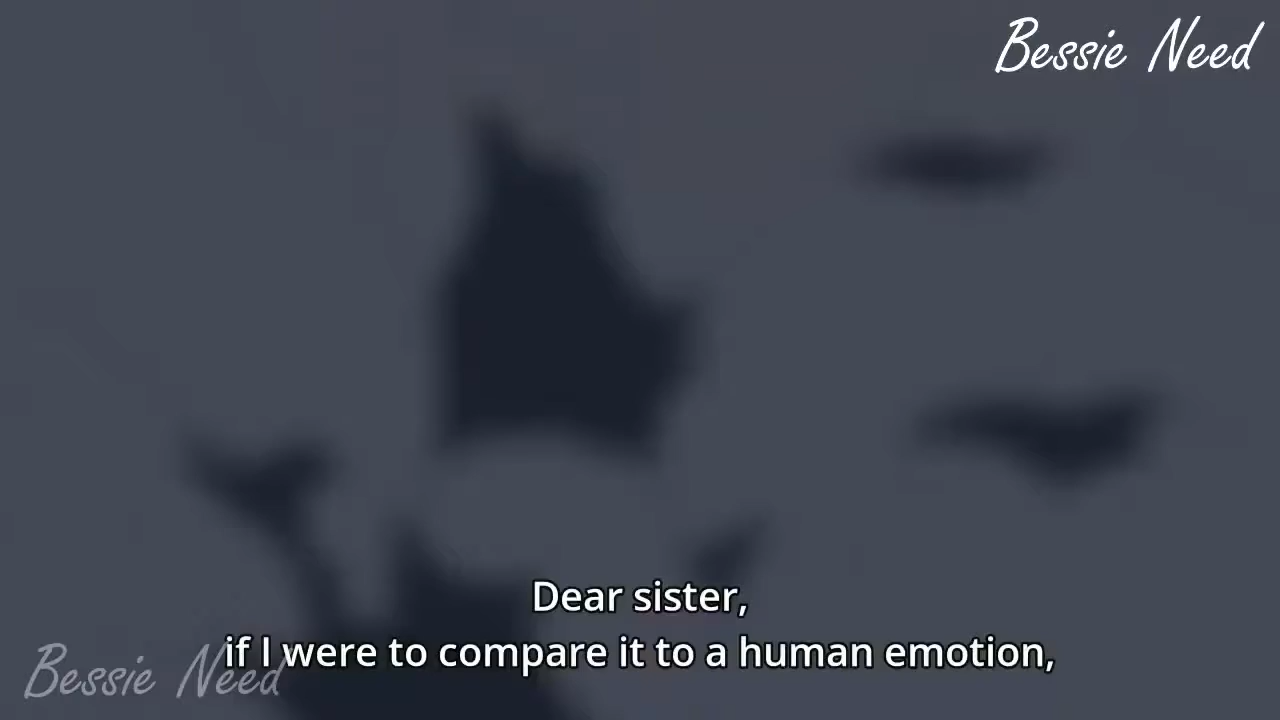 Bessie Need
Dear sister,
if I were to compare it to a human emotion,
Bessie Need